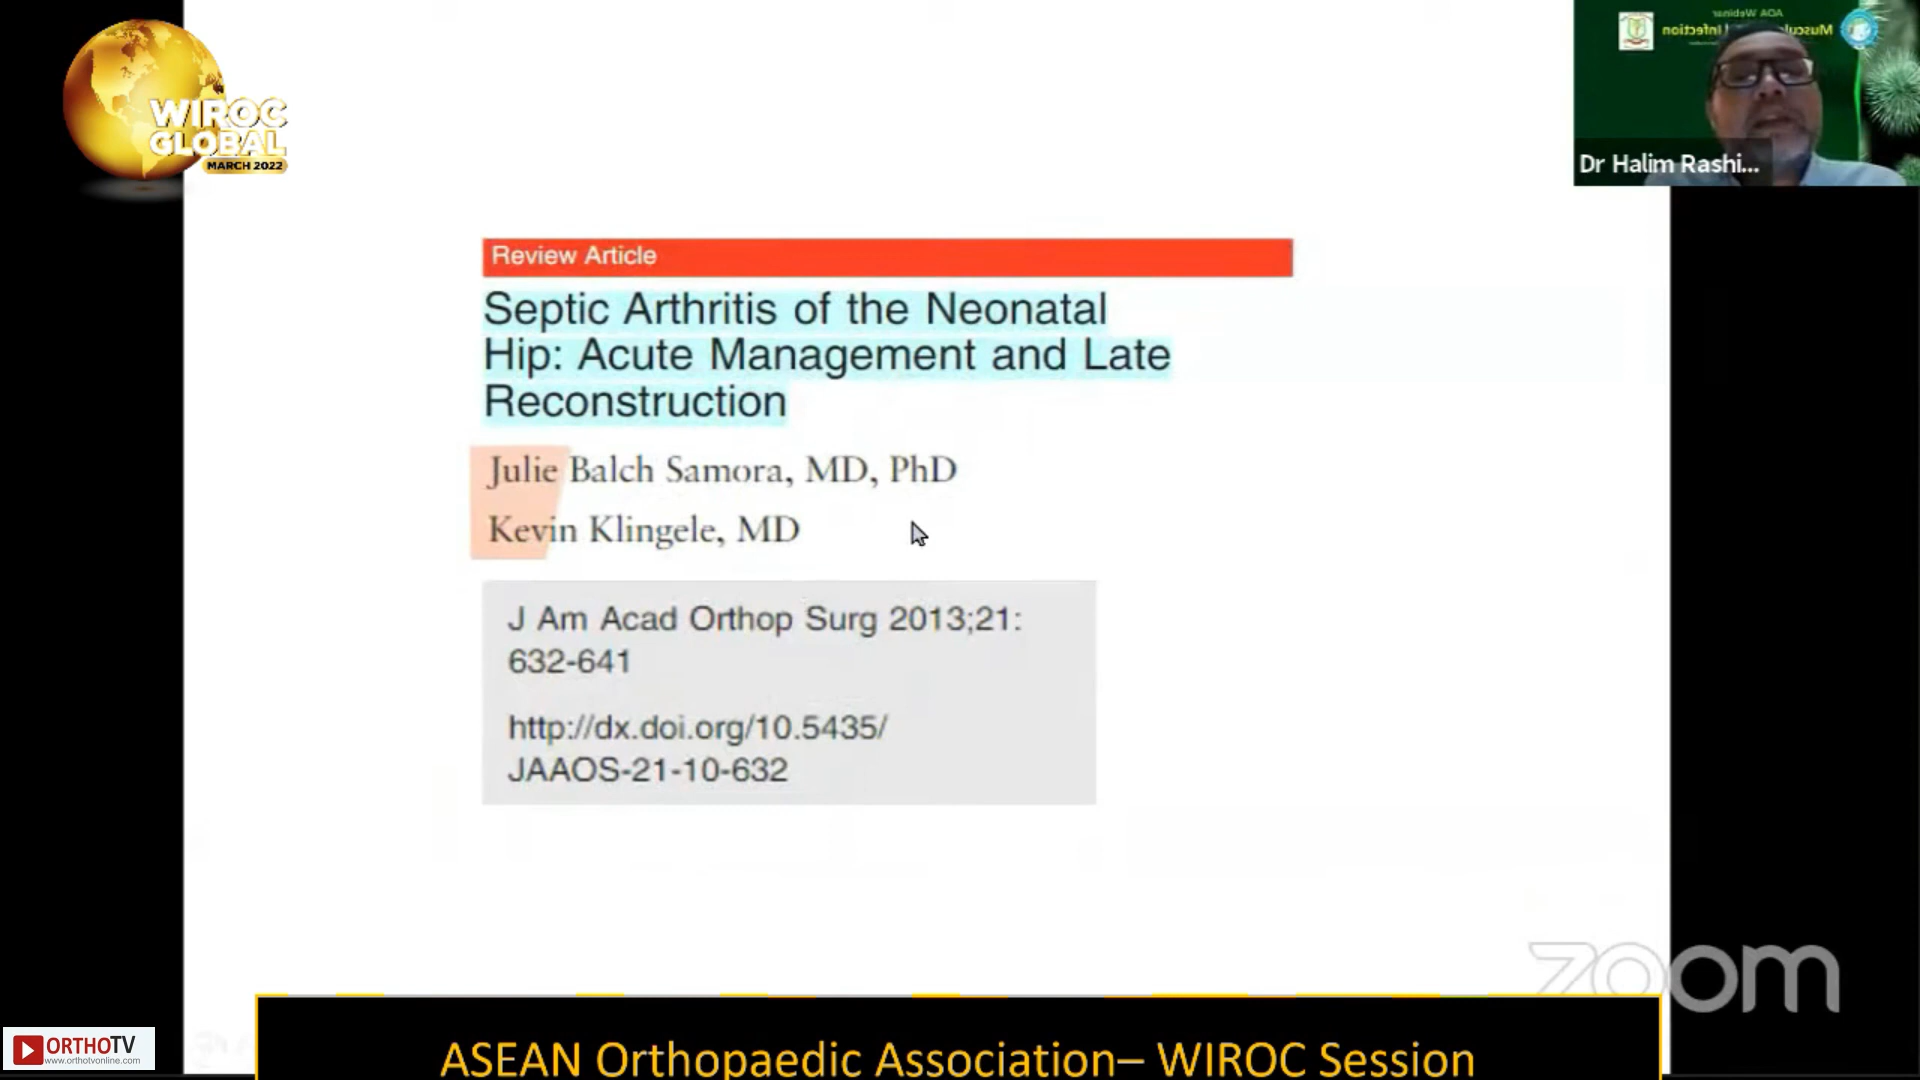 WIROC
GLOBAL
MARCH 2022
AOA Webinar
Dr Halim Rashi...
Review Article
Septic Arthritis of the Neonatal
Hip: Acute Management and Late
Reconstruction
Julie Balch Samora, MD, PhD
Kevin Klingele, MD
J Am Acad Orthop Surg 2013;21:
632-641
http://dx.doi.org/10.5435/
JAAOS-21-10-632
zoom
ORTHOTV
www.orthotvonline.com
ASEAN Orthopaedic Association– WIROC Session